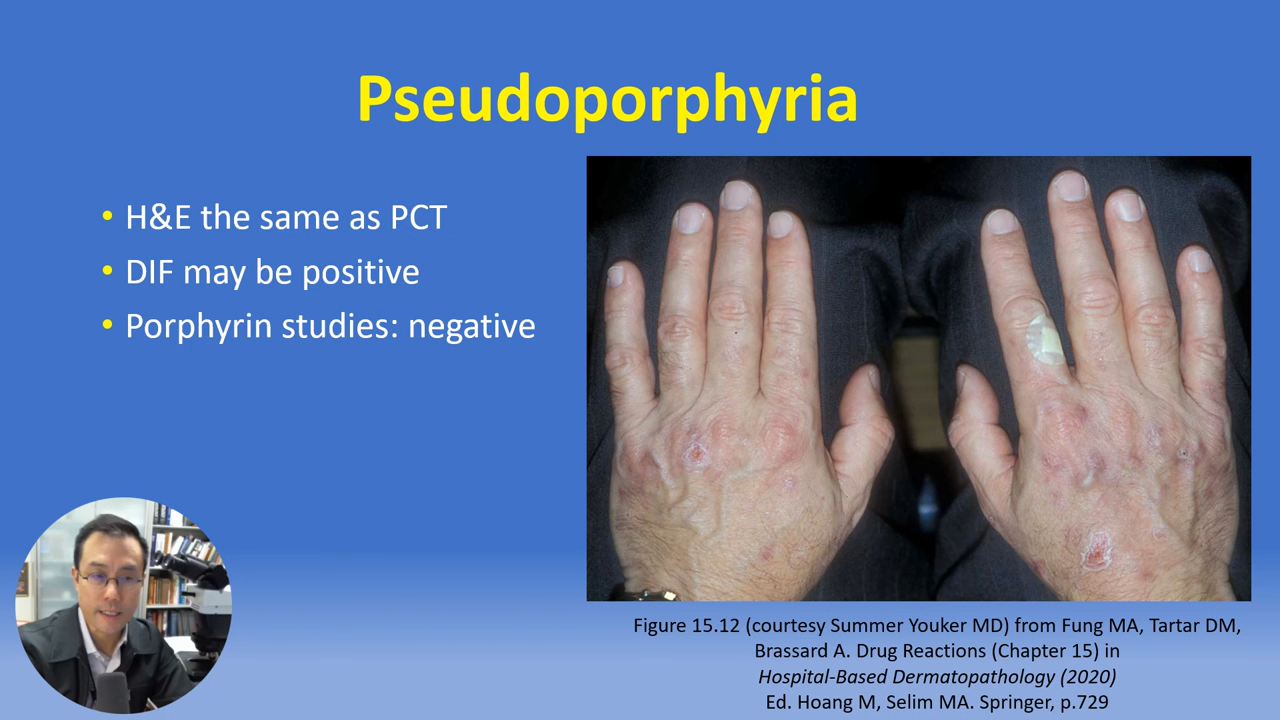 Pseudoporphyria
• H&E the same as PCT
• DIF may be positive
• Porphyrin studies: negative
Figure 15.12 (courtesy Summer Youker MD) from Fung MA, Tartar DM,
Brassard A. Drug Reactions (Chapter 15) in
Hospital-Based Dermatopathology (2020)
Ed. Hoang M, Selim MA. Springer, p.729